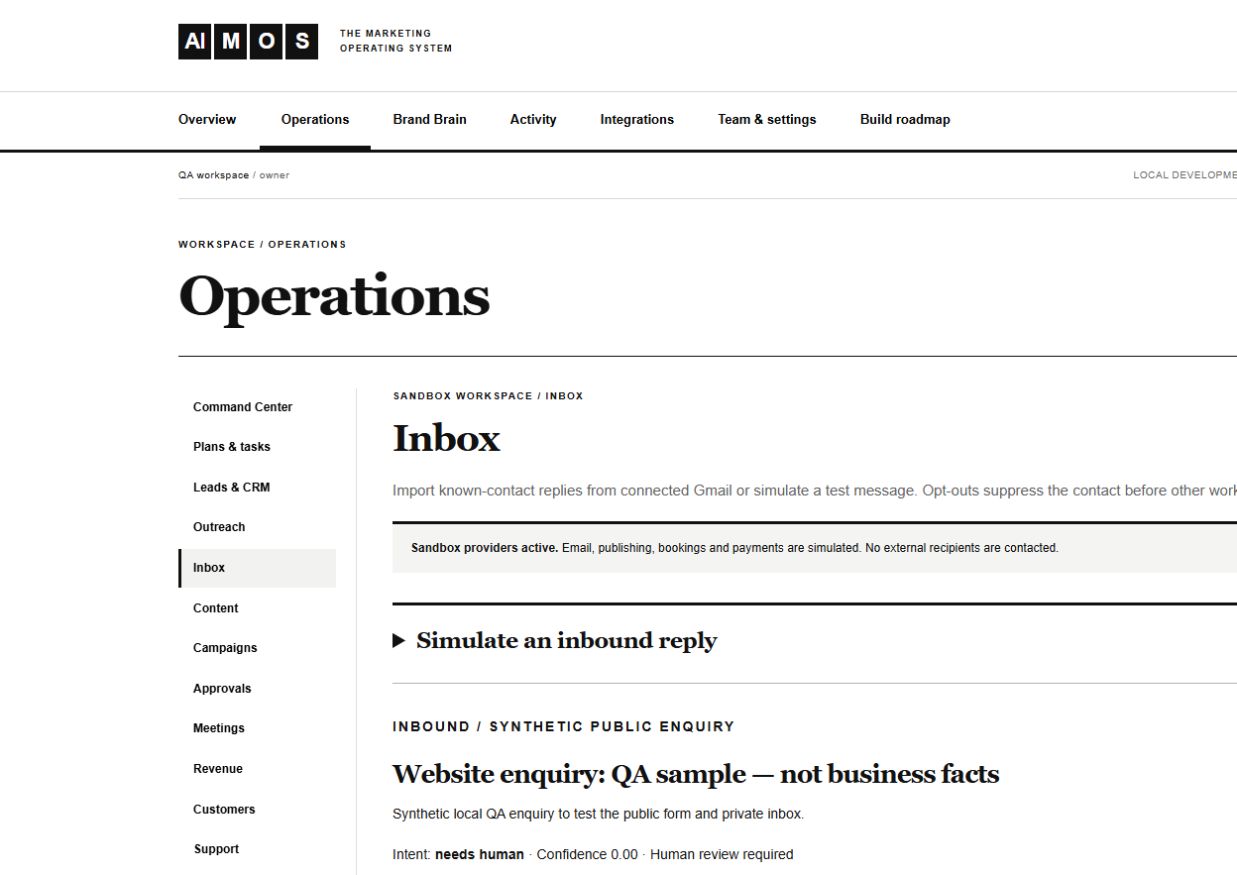 AI M O S
THE MARKETING
OPERATING SYSTEM
Overview Operations Brand Brain Activity Integrations Team & settings Build roadmap
QA workspace / owner
LOCAL DEVELOPME
WORKSPACE / OPERATIONS
Operations
Command Center
Plans & tasks
Leads & CRM
Outreach
Inbox
Content
Campaigns
Approvals
Meetings
Revenue
Customers
Support
SANDBOX WORKSPACE / INBOX
Inbox
Import known-contact replies from connected Gmail or simulate a test message. Opt-outs suppress the contact before other work
Sandbox providers active. Email, publishing, bookings and payments are simulated. No external recipients are contacted.
Simulate an inbound reply
INBOUND / SYNTHETIC PUBLIC ENQUIRY
Website enquiry: QA sample — not business facts
Synthetic local QA enquiry to test the public form and private inbox.
Intent: needs human · Confidence 0.00 · Human review required